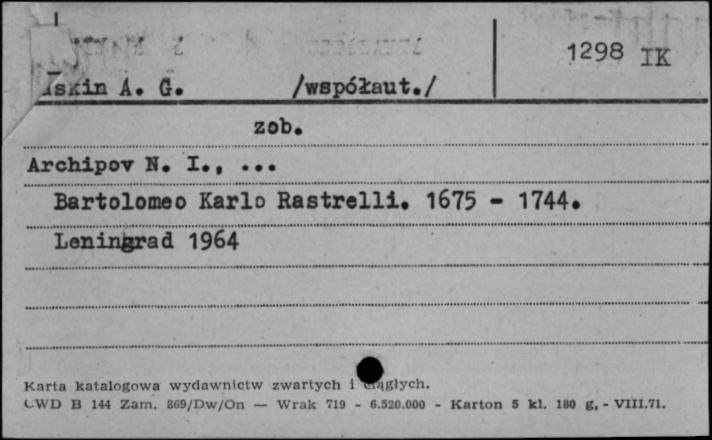 1298 IK
A. G. /współaut./
zob.
Archipov N. I., ...
Bartolomeo Karlo Rastrelli. 1675 - 1744.
Leningrad 1964
Karta katalogowa wydawnictw zwartych i ciągłych.
CWD B 144 Zam. 869/Dw/On — Wrak 719 - 6.520.000 - Karton 5 kl. 180 g, - VIII.71.